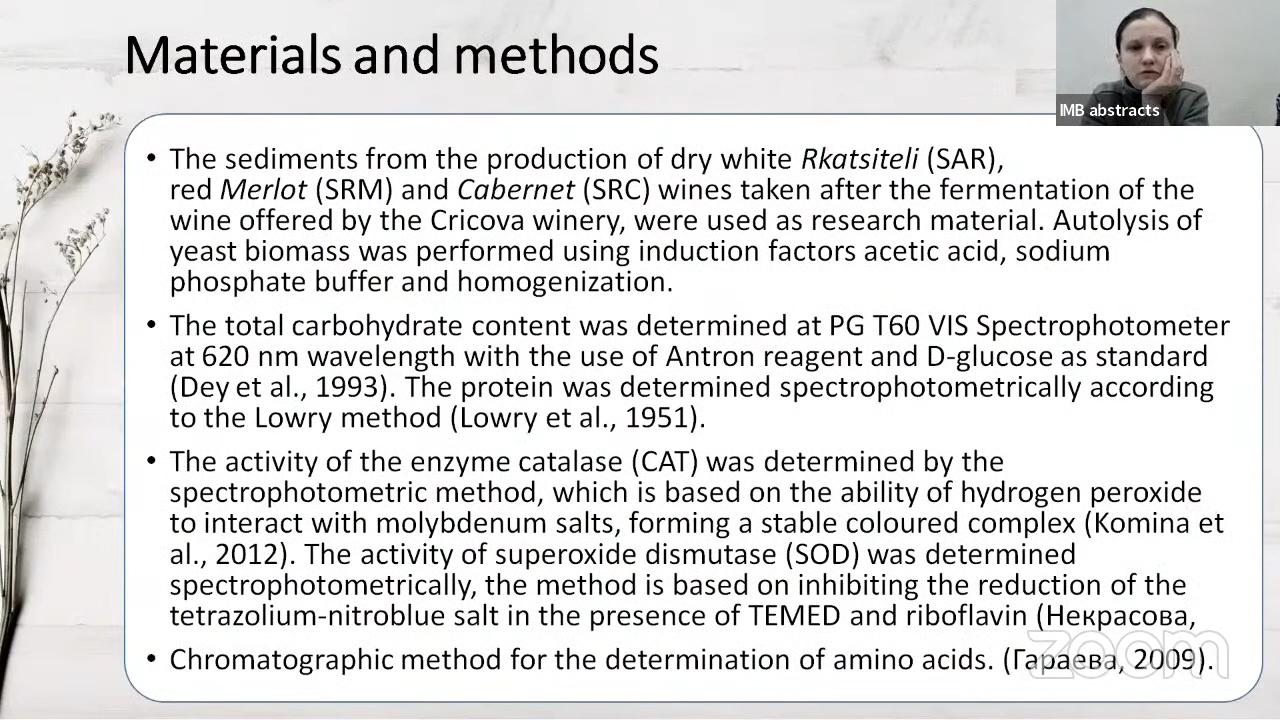 Materials and methods
IMB abstracts
• The sediments from the production of dry white Rkatsiteli (SAR),
red Merlot (SRM) and Cabernet (SRC) wines taken after the fermentation of the
wine offered by the Cricova winery, were used as research material. Autolysis of
yeast biomass was performed using induction factors acetic acid, sodium
phosphate buffer and homogenization.
• The total carbohydrate content was determined at PG T60 VIS Spectrophotometer
at 620 nm wavelength with the use of Antron reagent and D-glucose as standard
(Dey et al., 1993). The protein was determined spectrophotometrically according
to the Lowry method (Lowry et al., 1951).
• The activity of the enzyme catalase (CAT) was determined by the
spectrophotometric method, which is based on the ability of hydrogen peroxide
to interact with molybdenum salts, forming a stable coloured complex (Komina et
al., 2012). The activity of superoxide dismutase (SOD) was determined
spectrophotometrically, the method is based on inhibiting the reduction of the
tetrazolium-nitroblue salt in the presence of TEMED and riboflavin (Некрасова,
• Chromatographic method for the determination of amino acids. (Гараева, 2009).
zoom